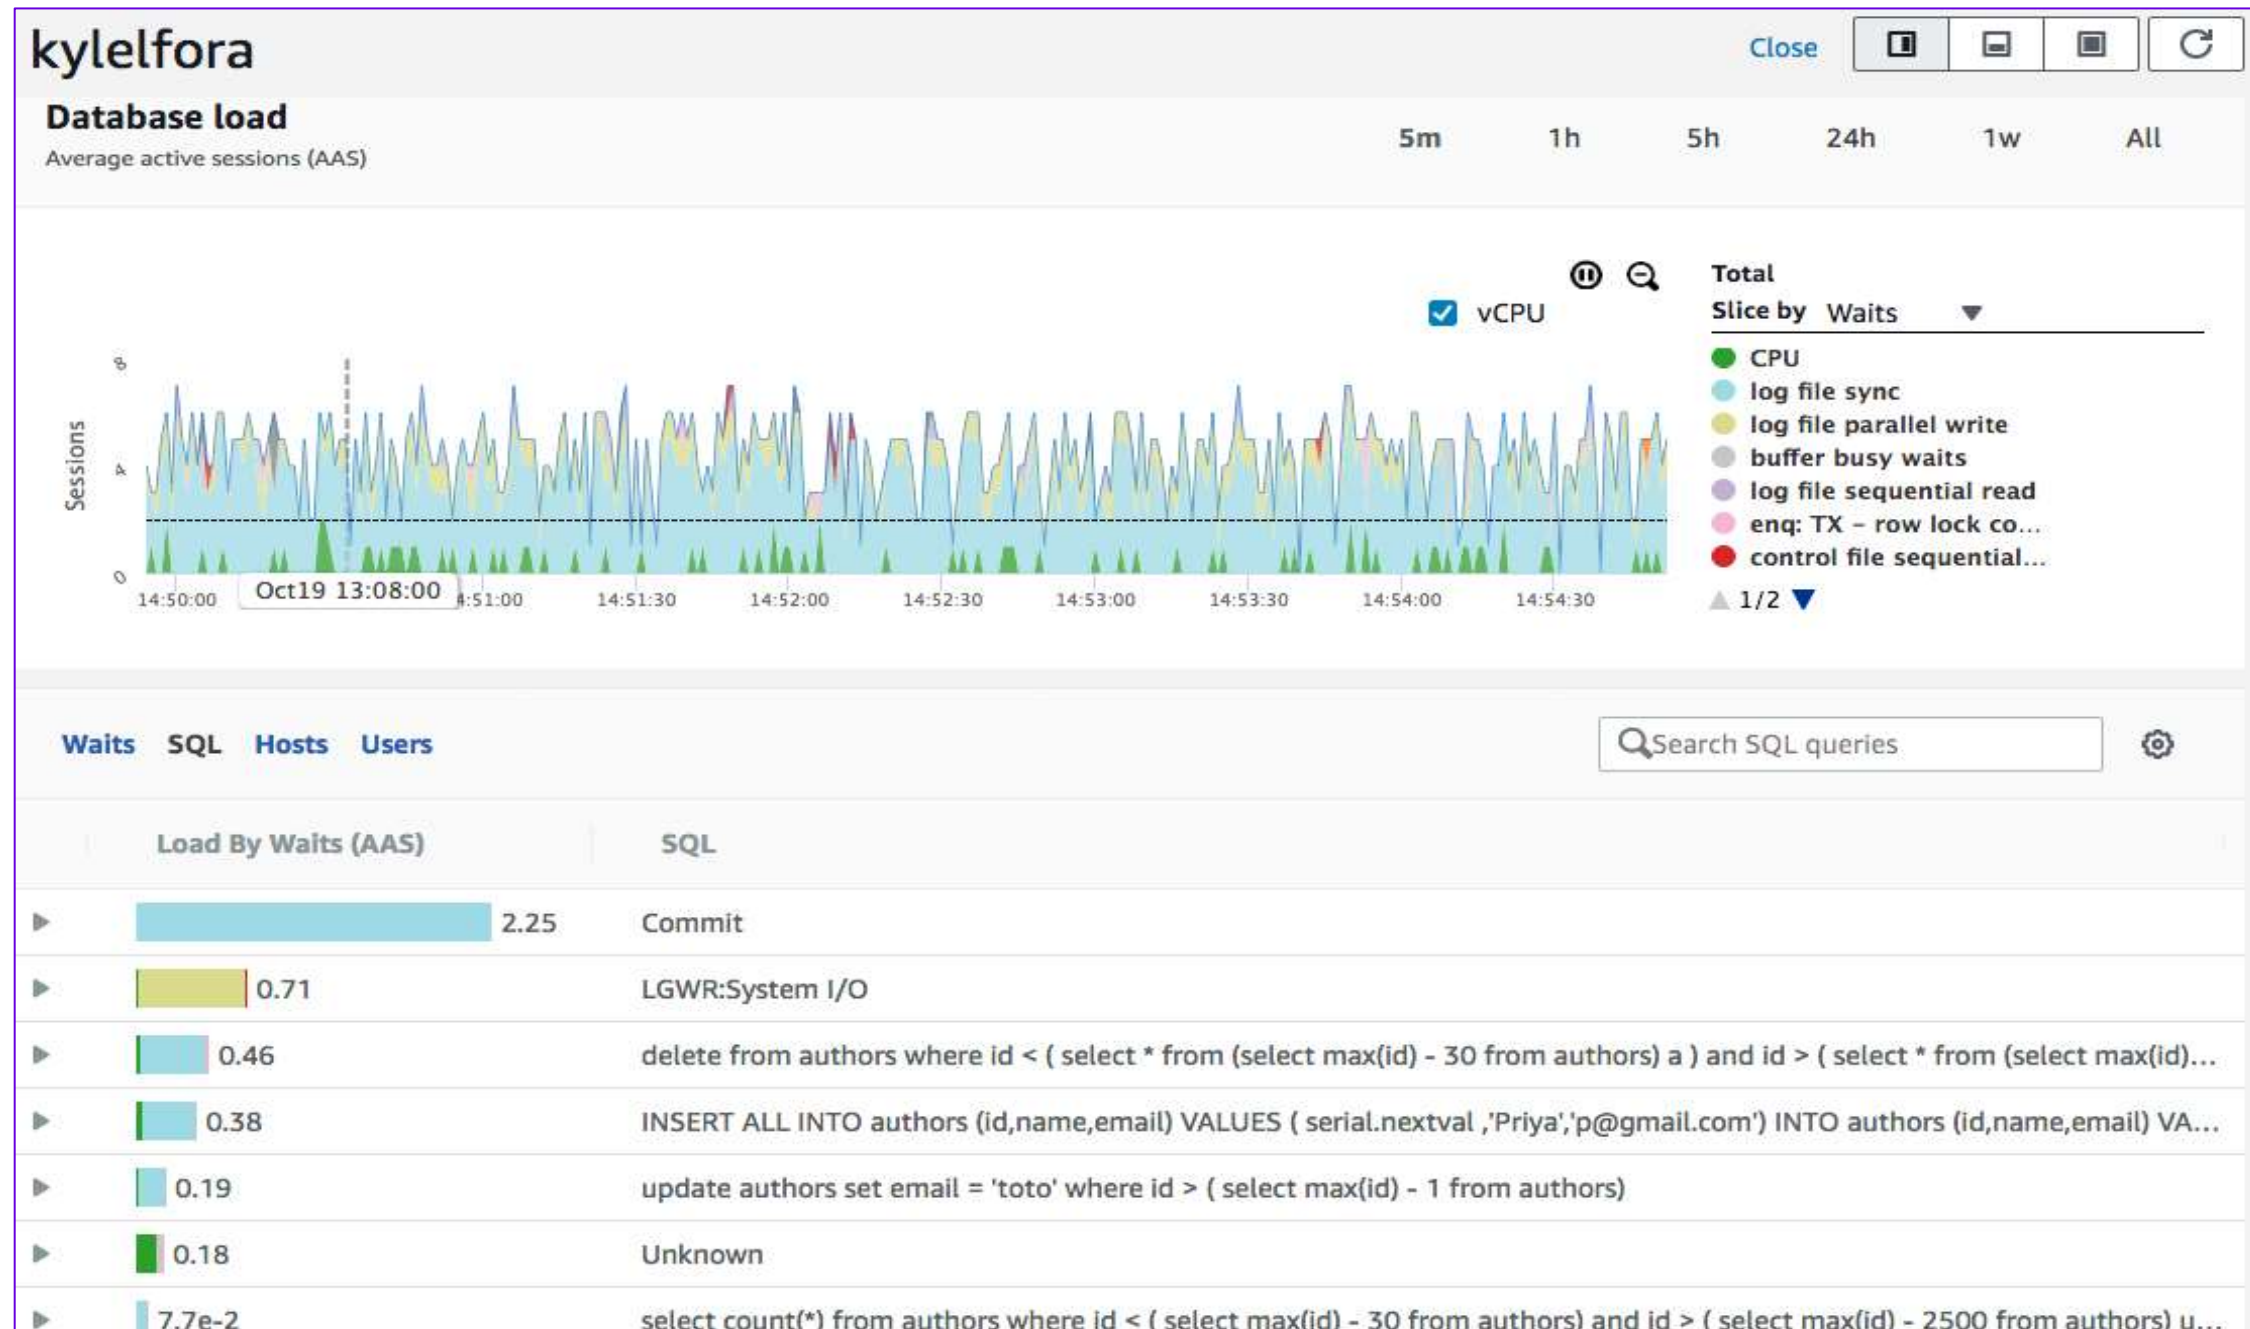 kylelfora
Close
Database load
Average active sessions (AAS)
5m 1h 5h 24h 1w All
Total
vCPU
Slice by Waits
CPU
log file sync
log file parallel write
buffer busy waits
log file sequential read
enq: TX – row lock co...
control file sequential...
1/2
Sessions
8
4
0
14:50:00 Oct19 13:08:00 4:51:00 14:51:30 14:52:00 14:52:30 14:53:00 14:53:30 14:54:00 14:54:30
Waits SQL Hosts Users
Search SQL queries
Load By Waits (AAS) SQL
2.25 Commit
0.71 LGWR:System I/O
0.46 delete from authors where id < ( select * from (select max(id) - 30 from authors) a ) and id > ( select * from (select max(id)...
0.38 INSERT ALL INTO authors (id,name,email) VALUES ( serial.nextval ,'Priya','p@gmail.com') INTO authors (id,name,email) VA...
0.19 update authors set email = 'toto' where id > ( select max(id) - 1 from authors)
0.18 Unknown
7.7e-2 select count(*) from authors where id < ( select max(id) - 30 from authors) and id > ( select max(id) - 2500 from authors) u...